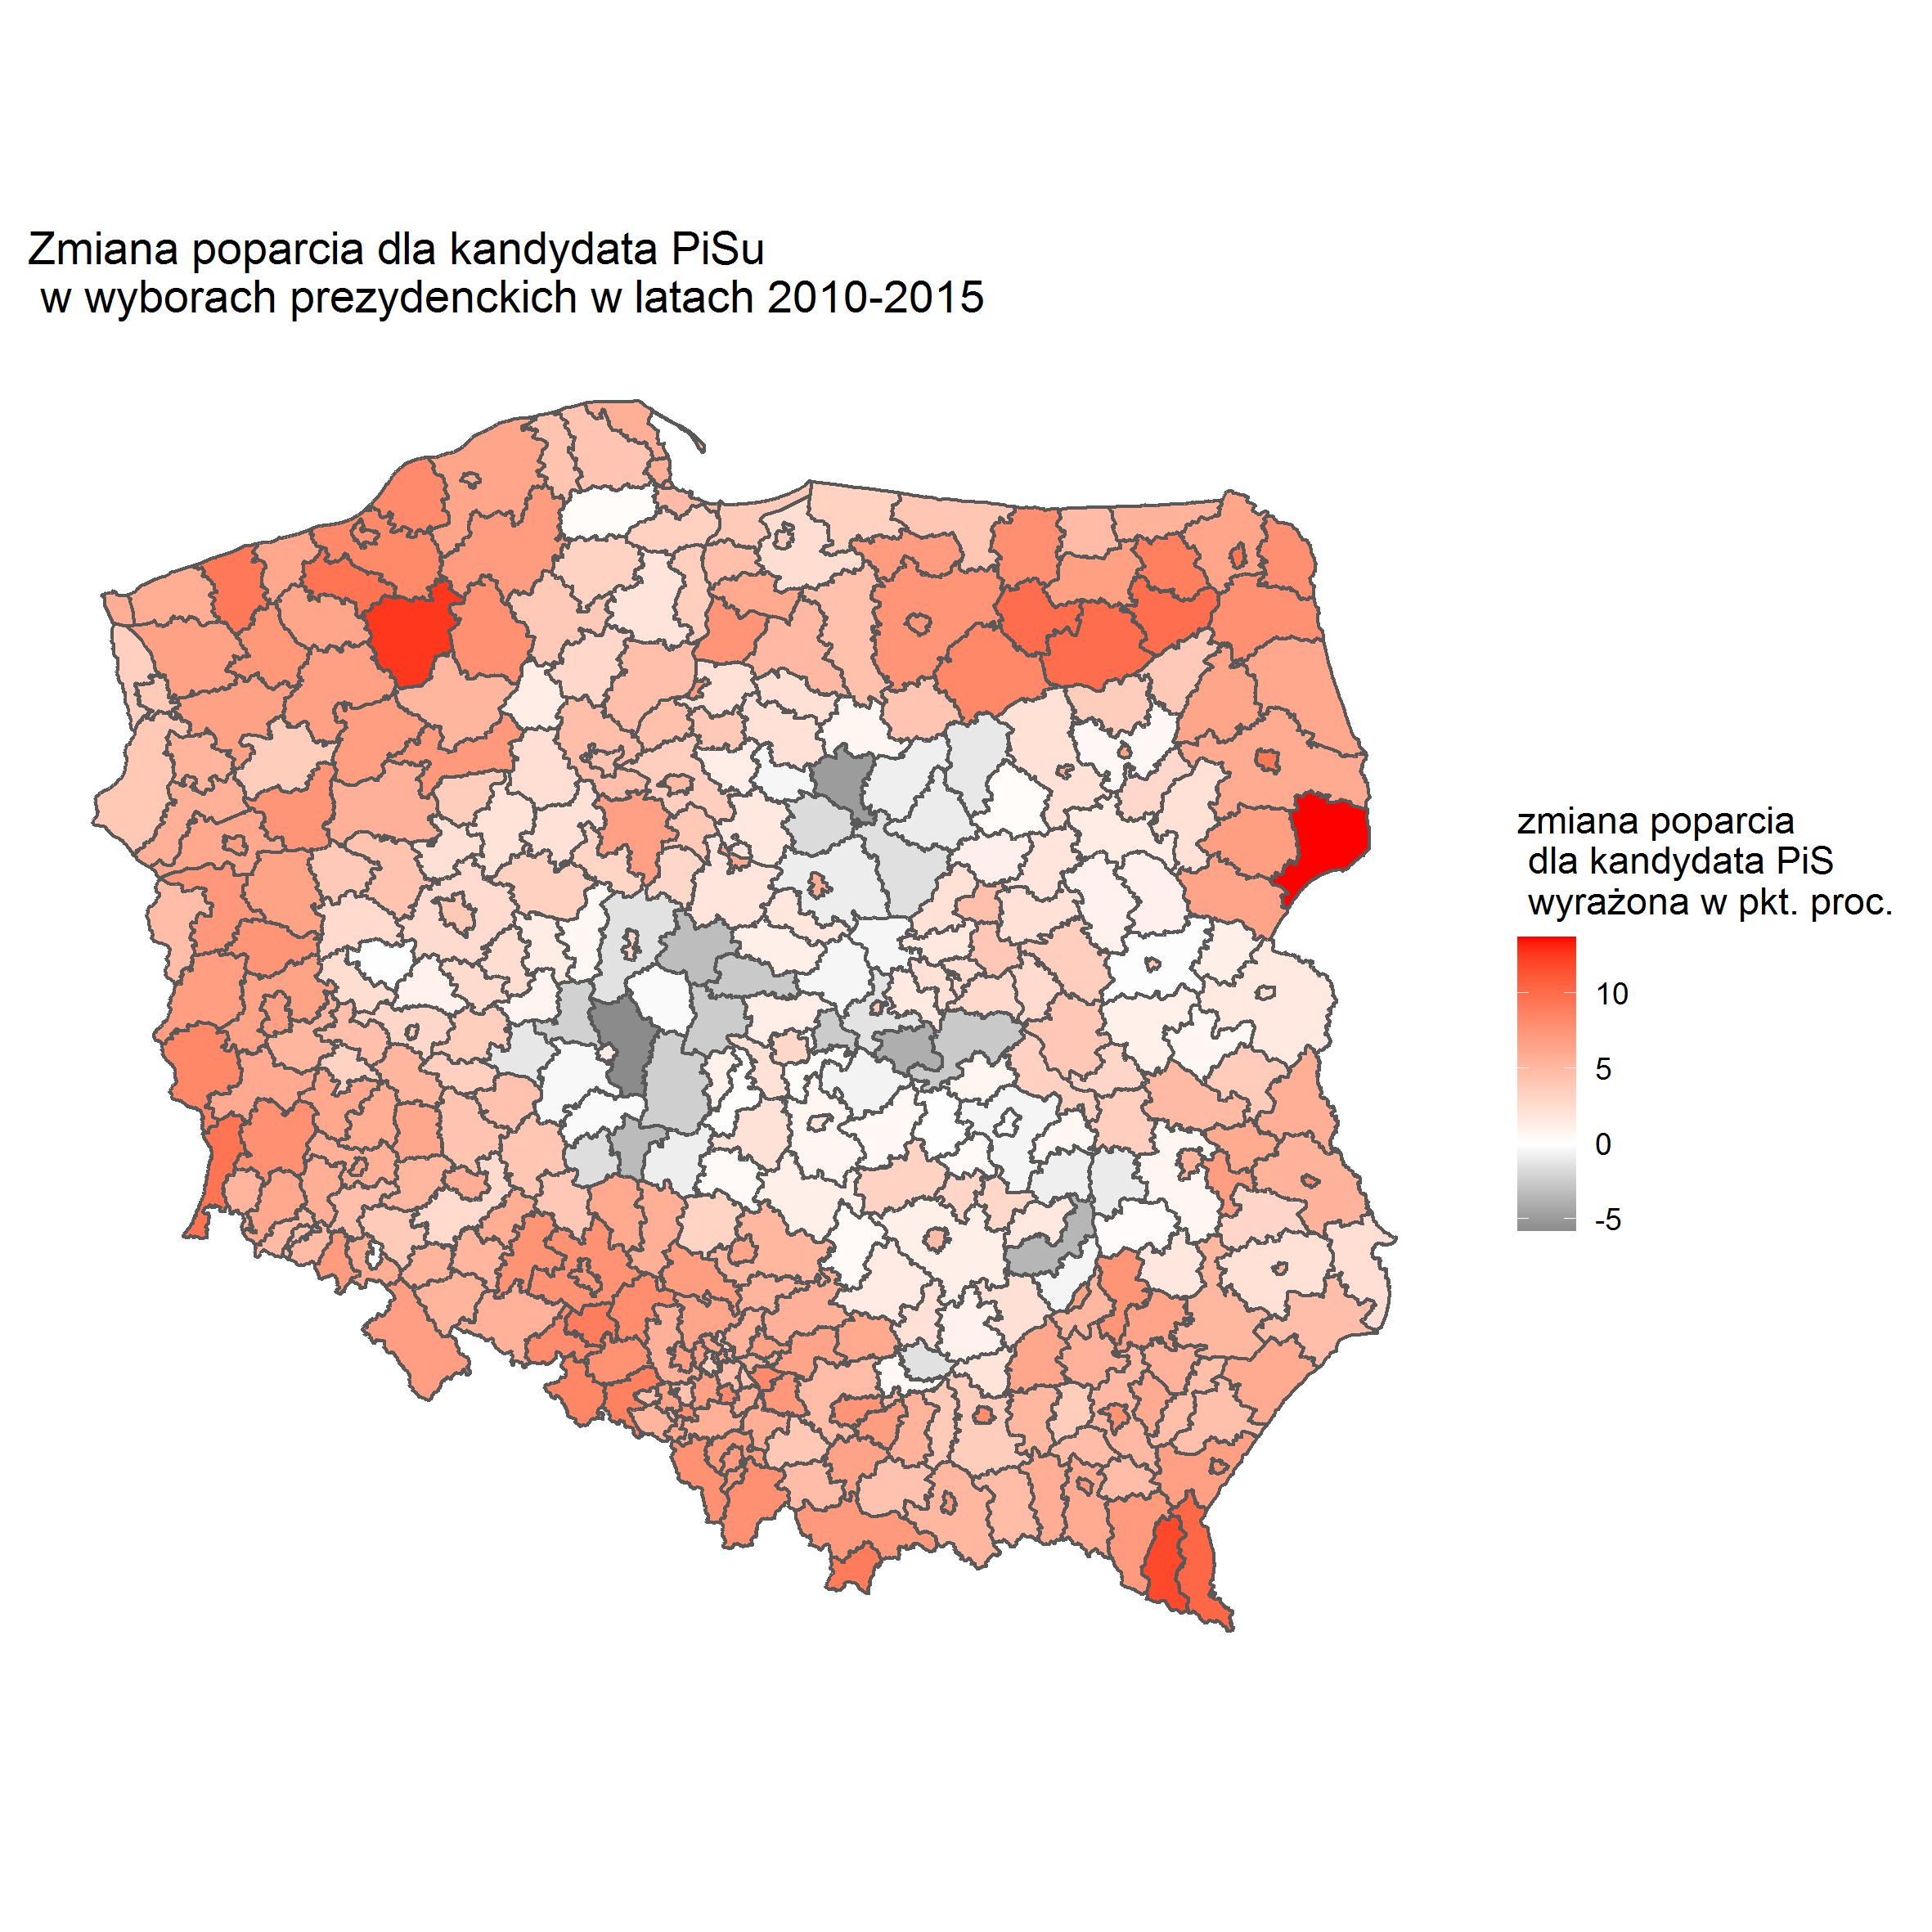 Zmiana poparcia dla kandydata PiSu
w wyborach prezydenckich w latach 2010-2015
zmiana poparcia
dla kandydata PiS
wyrażona w pkt. proc.
10
5
0
-5